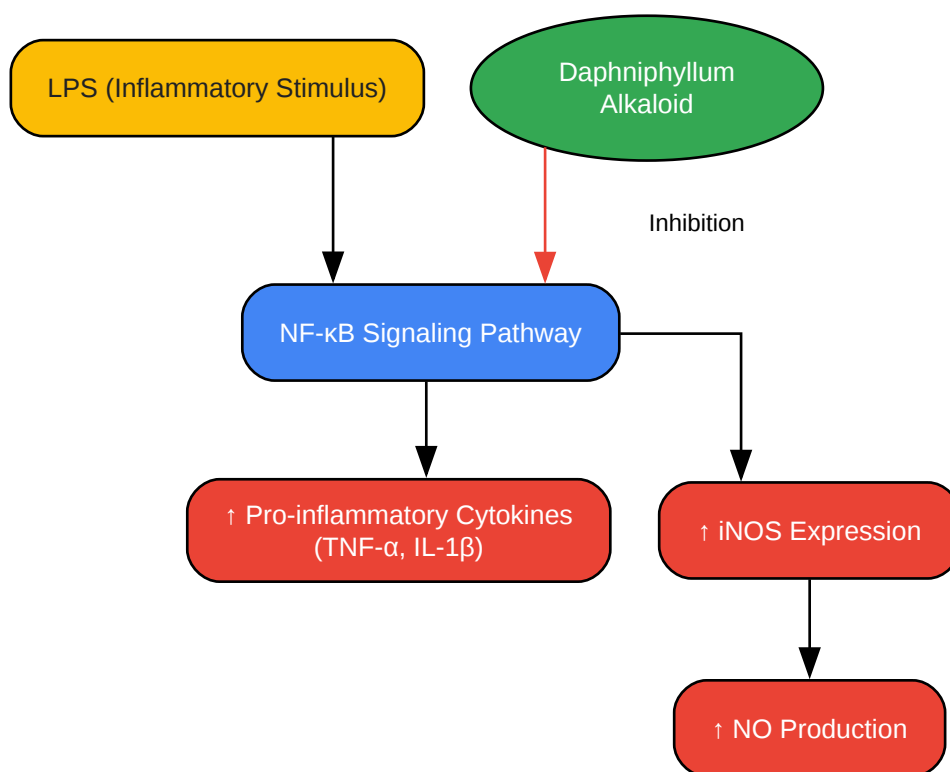 LPS (Inflammatory Stimulus)
Daphniphyllum
Alkaloid
Inhibition
NF-κB Signaling Pathway
↑ Pro-inflammatory Cytokines
(TNF-α, IL-1β)
↑ iNOS Expression
↑ NO Production